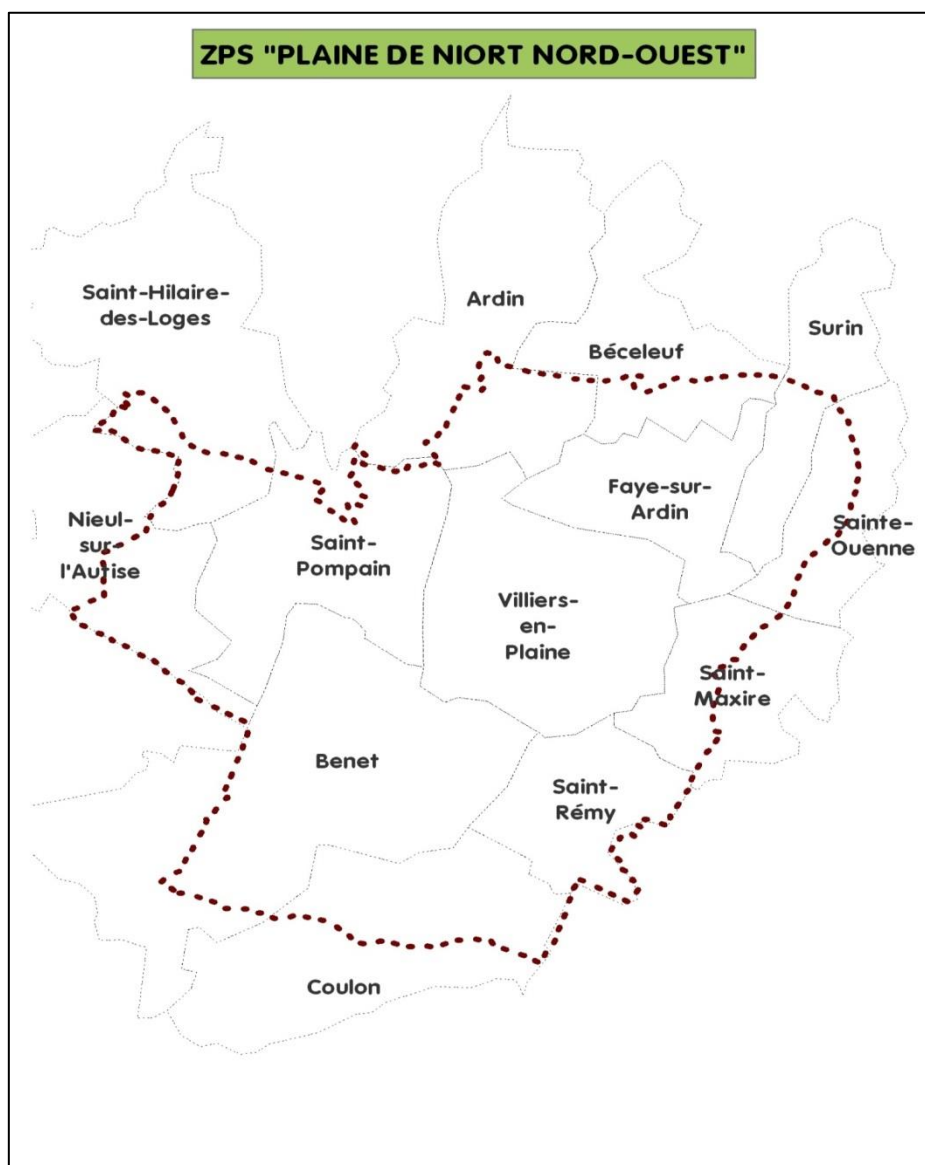 ZPS "PLAINE DE NIORT NORD-OUEST"
Saint-Hilaire-
des-Loges
Ardin
Surin
Béceleuf
Faye-sur-
Ardin
Nieul-
sur-
l'Autise
Saint-
Pompain
Sainte-
Ouenne
Villiers-
en-
Plaine
Saint-
Maxire
Benet
Saint-
Rémy
Coulon